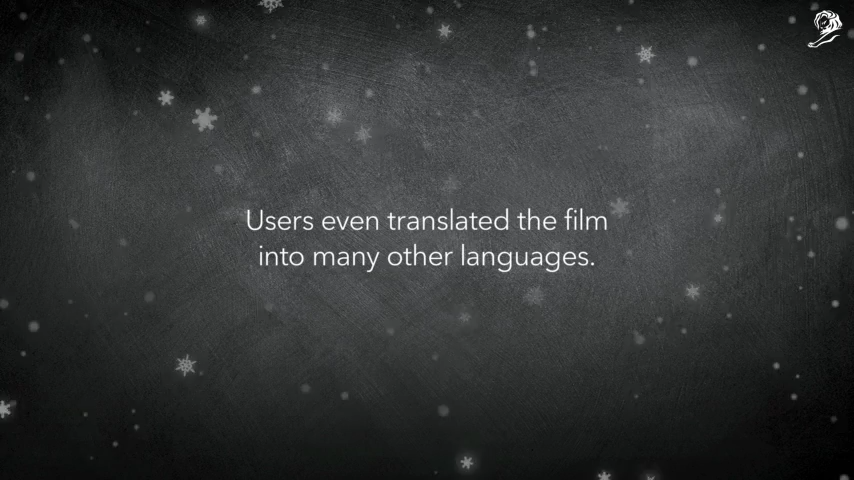 Users even translated the film
into many other languages.